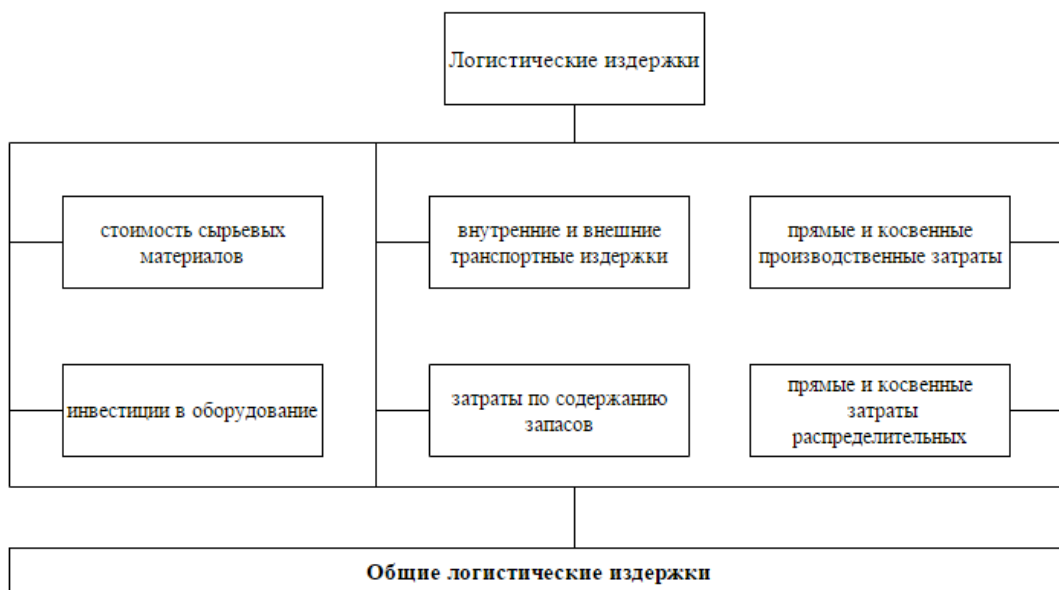 Логистические издержки
стоимость сырьевых
материалов
внутренние и внешние
транспортные издержки
прямые и косвенные
производственные затраты
инвестиции в оборудование
затраты по содержанию
запасов
прямые и косвенные
затраты
распределительных
Общие логистические издержки